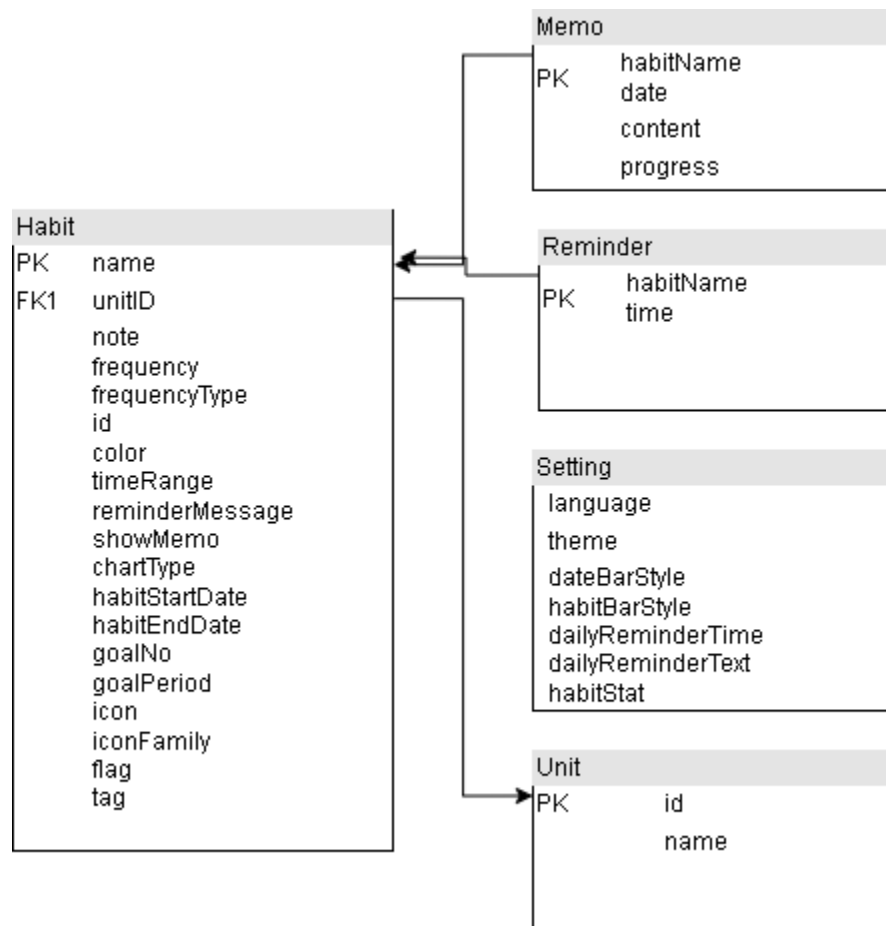 Memo
habitName
PK
date
content
progress
Habit
PK name
FK1 unitID
note
frequency
frequencyType
id
color
timeRange
reminderMessage
showMemo
chartType
habitStartDate
habitEndDate
goalNo
goalPeriod
icon
iconFamily
flag
tag
Reminder
habitName
PK
time
Setting
language
theme
dateBarStyle
habitBarStyle
dailyReminderTime
dailyReminderText
habitStat
Unit
PK id
name